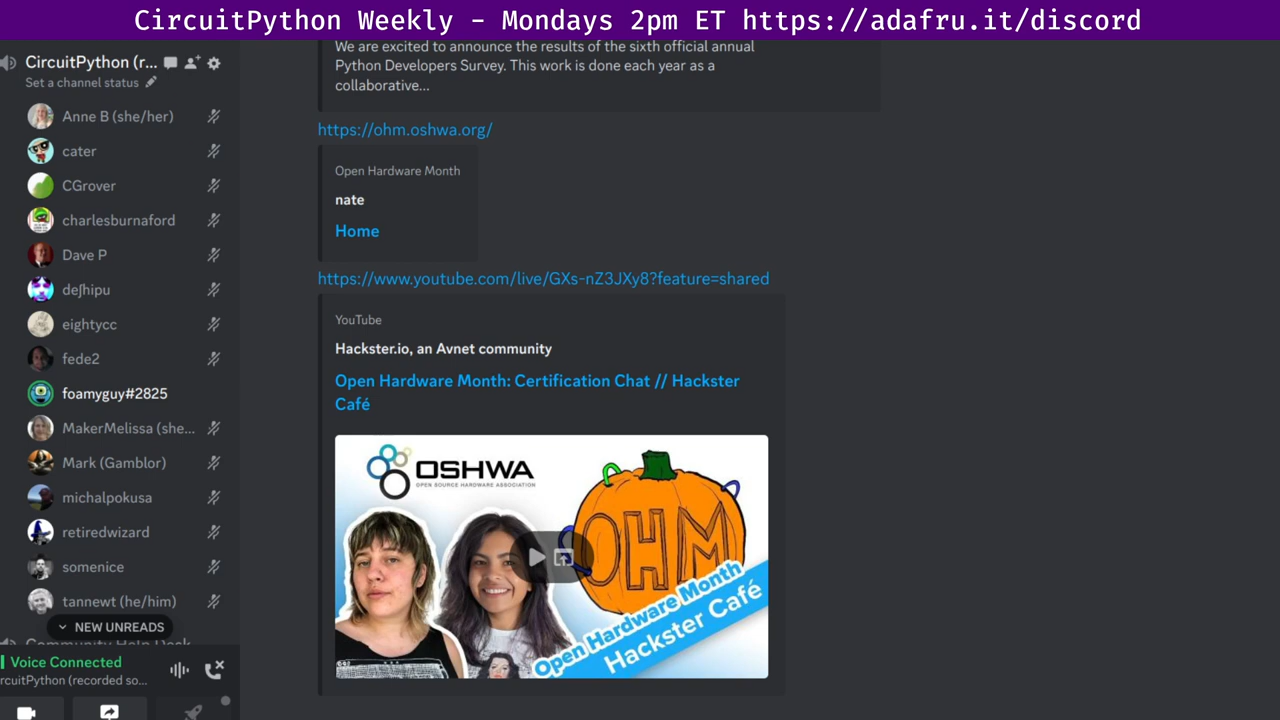 CircuitPython Weekly - Mondays 2pm ET https://adafru.it/discord
CircuitPython (r...
Set a channel status
Anne B (she/her)
cater
CGrover
charlesburnaford
Dave P
deʃhipu
eightycc
fede2
foamyguy#2825
MakerMelissa (she...
Mark (Gamblor)
michalpokusa
retiredwizard
somenice
tannewt (he/him)
NEW UNREADS
Community Help Desk
Voice Connected
rcuitPython (recorded so...
We are excited to announce the results of the sixth official annual
Python Developers Survey. This work is done each year as a
collaborative...
https://ohm.oshwa.org/
Open Hardware Month
nate
Home
https://www.youtube.com/live/GXs-nZ3JXy8?feature=shared
YouTube
Hackster.io, an Avnet community
Open Hardware Month: Certification Chat // Hackster
Café
OSHWA
OPEN SOURCE HARDWARE ASSOCIATION
OHM
Open Hardware Month
Hackster Café